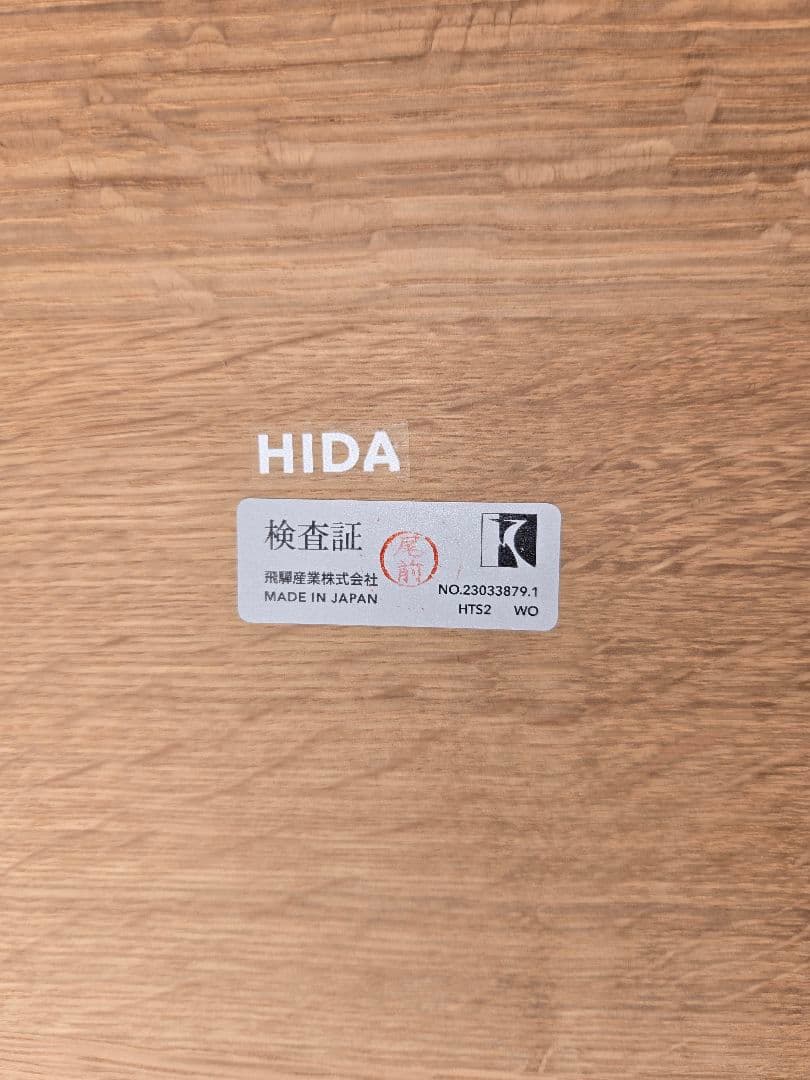 HIDA
検査証
尾前
飛驒産業株式会社
MADE IN JAPAN
NO.23033879.1
HTS2 WO